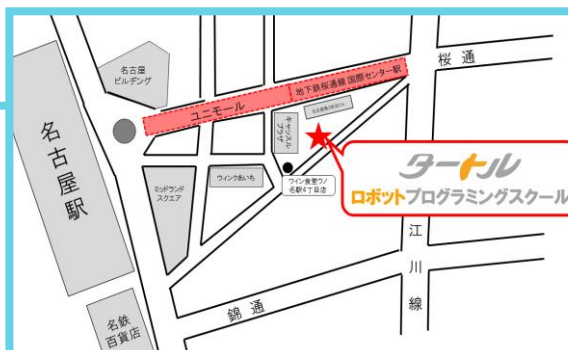 名古屋
ビルヂング
桜通
地下鉄桜通線 国際センター駅
ユニモール
キャッスル
プラザ
名古屋駅
ミッドランド
スクエア
ウィンクあいち
ワイン食堂ウノ
名駅4丁目店
タートル
ロボットプログラミングスクール
江川線
錦通
名鉄
百貨店